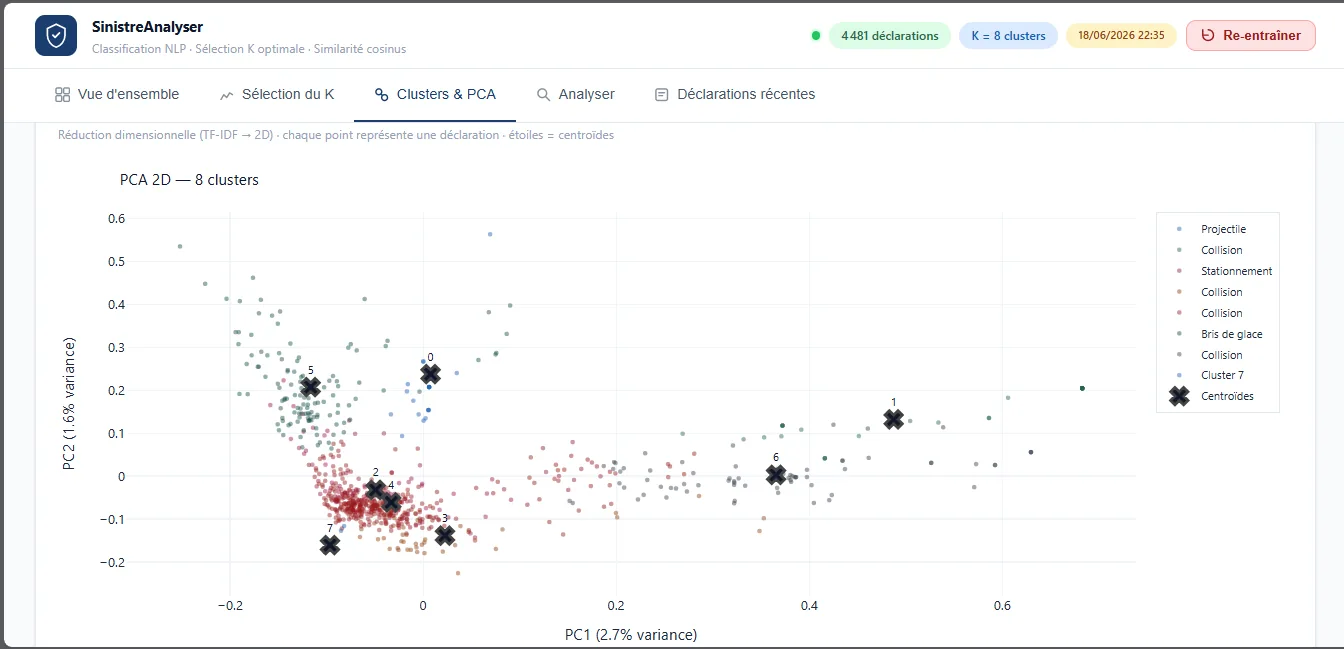 SinistreAnalyser
Classification NLP · Sélection K optimale · Similarité cosinus
4 481 déclarations
K = 8 clusters
18/06/2026 22:35
Re-entraîner
Vue d'ensemble
Sélection du K
Clusters & PCA
Analyser
Déclarations récentes
Réduction dimensionnelle (TF-IDF → 2D) · chaque point représente une déclaration · étoiles = centroïdes
PCA 2D — 8 clusters
PC2 (1.6% variance)
0.6
0.5
0.4
0.3
0.2
0.1
0
−0.1
−0.2
5
0
1
6
2
4
3
7
−0.2
0
0.2
0.4
0.6
PC1 (2.7% variance)
Projectile
Collision
Stationnement
Collision
Collision
Bris de glace
Collision
Cluster 7
Centroïdes